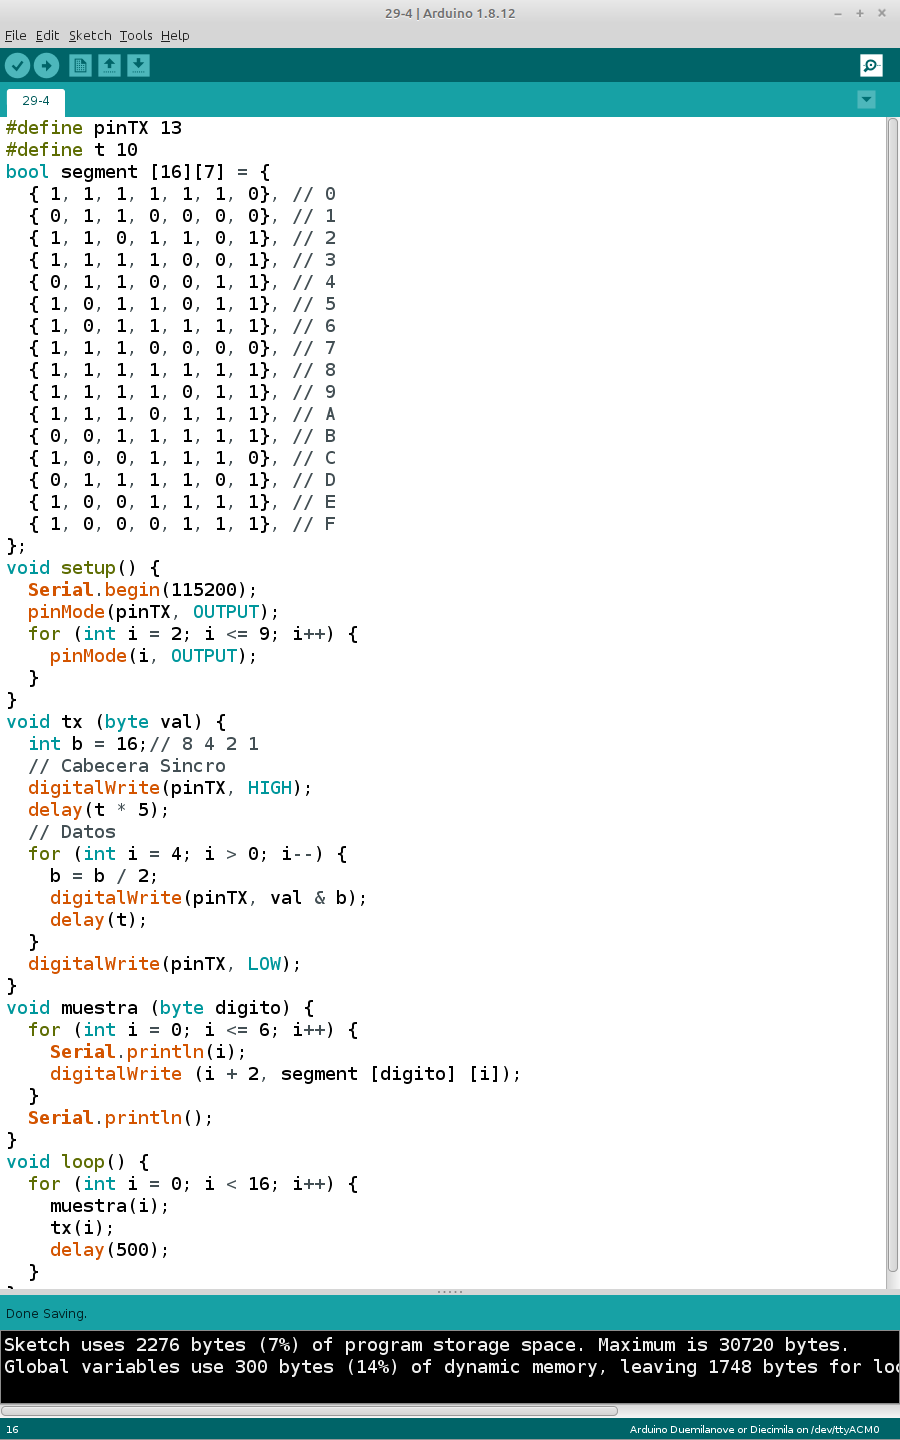 29-4 | Arduino 1.8.12
File Edit Sketch Tools Help
29-4
#define pinTX 13
#define t 10
bool segment [16][7] = {
  { 1, 1, 1, 1, 1, 1, 0}, // 0
  { 0, 1, 1, 0, 0, 0, 0}, // 1
  { 1, 1, 0, 1, 1, 0, 1}, // 2
  { 1, 1, 1, 1, 0, 0, 1}, // 3
  { 0, 1, 1, 0, 0, 1, 1}, // 4
  { 1, 0, 1, 1, 0, 1, 1}, // 5
  { 1, 0, 1, 1, 1, 1, 1}, // 6
  { 1, 1, 1, 0, 0, 0, 0}, // 7
  { 1, 1, 1, 1, 1, 1, 1}, // 8
  { 1, 1, 1, 1, 0, 1, 1}, // 9
  { 1, 1, 1, 0, 1, 1, 1}, // A
  { 0, 0, 1, 1, 1, 1, 1}, // B
  { 1, 0, 0, 1, 1, 1, 0}, // C
  { 0, 1, 1, 1, 1, 0, 1}, // D
  { 1, 0, 0, 1, 1, 1, 1}, // E
  { 1, 0, 0, 0, 1, 1, 1}, // F
};
void setup() {
  Serial.begin(115200);
  pinMode(pinTX, OUTPUT);
  for (int i = 2; i <= 9; i++) {
    pinMode(i, OUTPUT);
  }
}
void tx (byte val) {
  int b = 16;// 8 4 2 1
  // Cabecera Sincro
  digitalWrite(pinTX, HIGH);
  delay(t * 5);
  // Datos
  for (int i = 4; i > 0; i--) {
    b = b / 2;
    digitalWrite(pinTX, val & b);
    delay(t);
  }
  digitalWrite(pinTX, LOW);
}
void muestra (byte digito) {
  for (int i = 0; i <= 6; i++) {
    Serial.println(i);
    digitalWrite (i + 2, segment [digito] [i]);
  }
  Serial.println();
}
void loop() {
  for (int i = 0; i < 16; i++) {
    muestra(i);
    tx(i);
    delay(500);
  }
Done Saving.
Sketch uses 2276 bytes (7%) of program storage space. Maximum is 30720 bytes.
Global variables use 300 bytes (14%) of dynamic memory, leaving 1748 bytes for
16 Arduino Duemilanove or Diecimila on /dev/ttyACM0